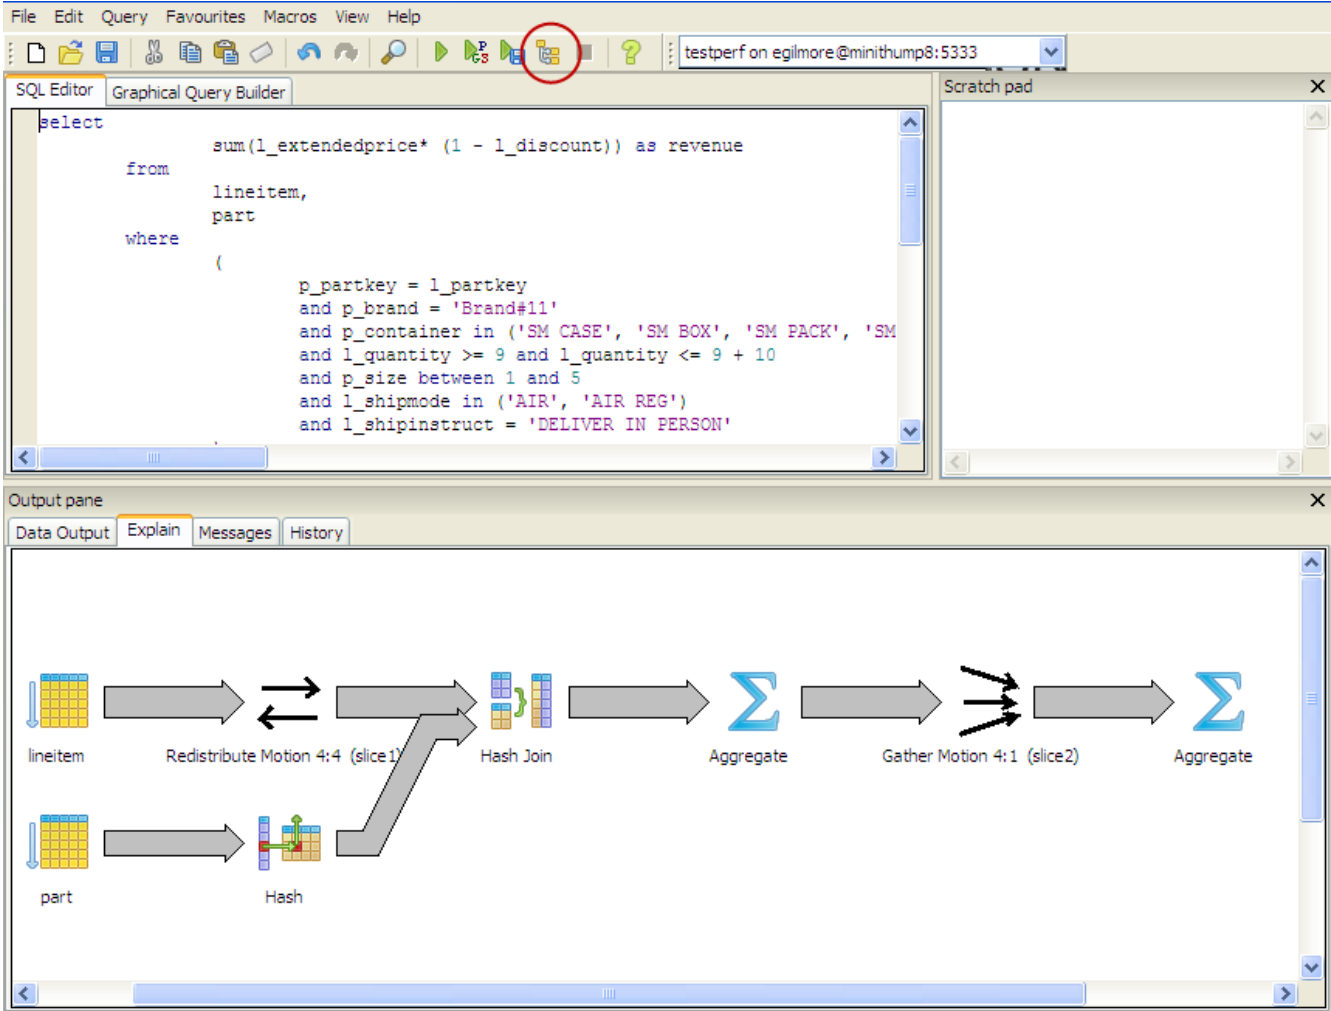 File Edit Query Favourites Macros View Help
testperf on egilmore@minithump8:5333
SQL Editor Graphical Query Builder
select
sum(l_extendedprice* (1 - l_discount)) as revenue
from
lineitem,
part
where
(
p_partkey = l_partkey
and p_brand = 'Brand#11'
and p_container in ('SM CASE', 'SM BOX', 'SM PACK', 'SM
and l_quantity >= 9 and l_quantity <= 9 + 10
and p_size between 1 and 5
and l_shipmode in ('AIR', 'AIR REG')
and l_shipinstruct = 'DELIVER IN PERSON'
Scratch pad
Output pane
Data Output Explain Messages History
lineitem Redistribute Motion 4:4 (slice1) Hash Join Aggregate Gather Motion 4:1 (slice2) Aggregate
part Hash